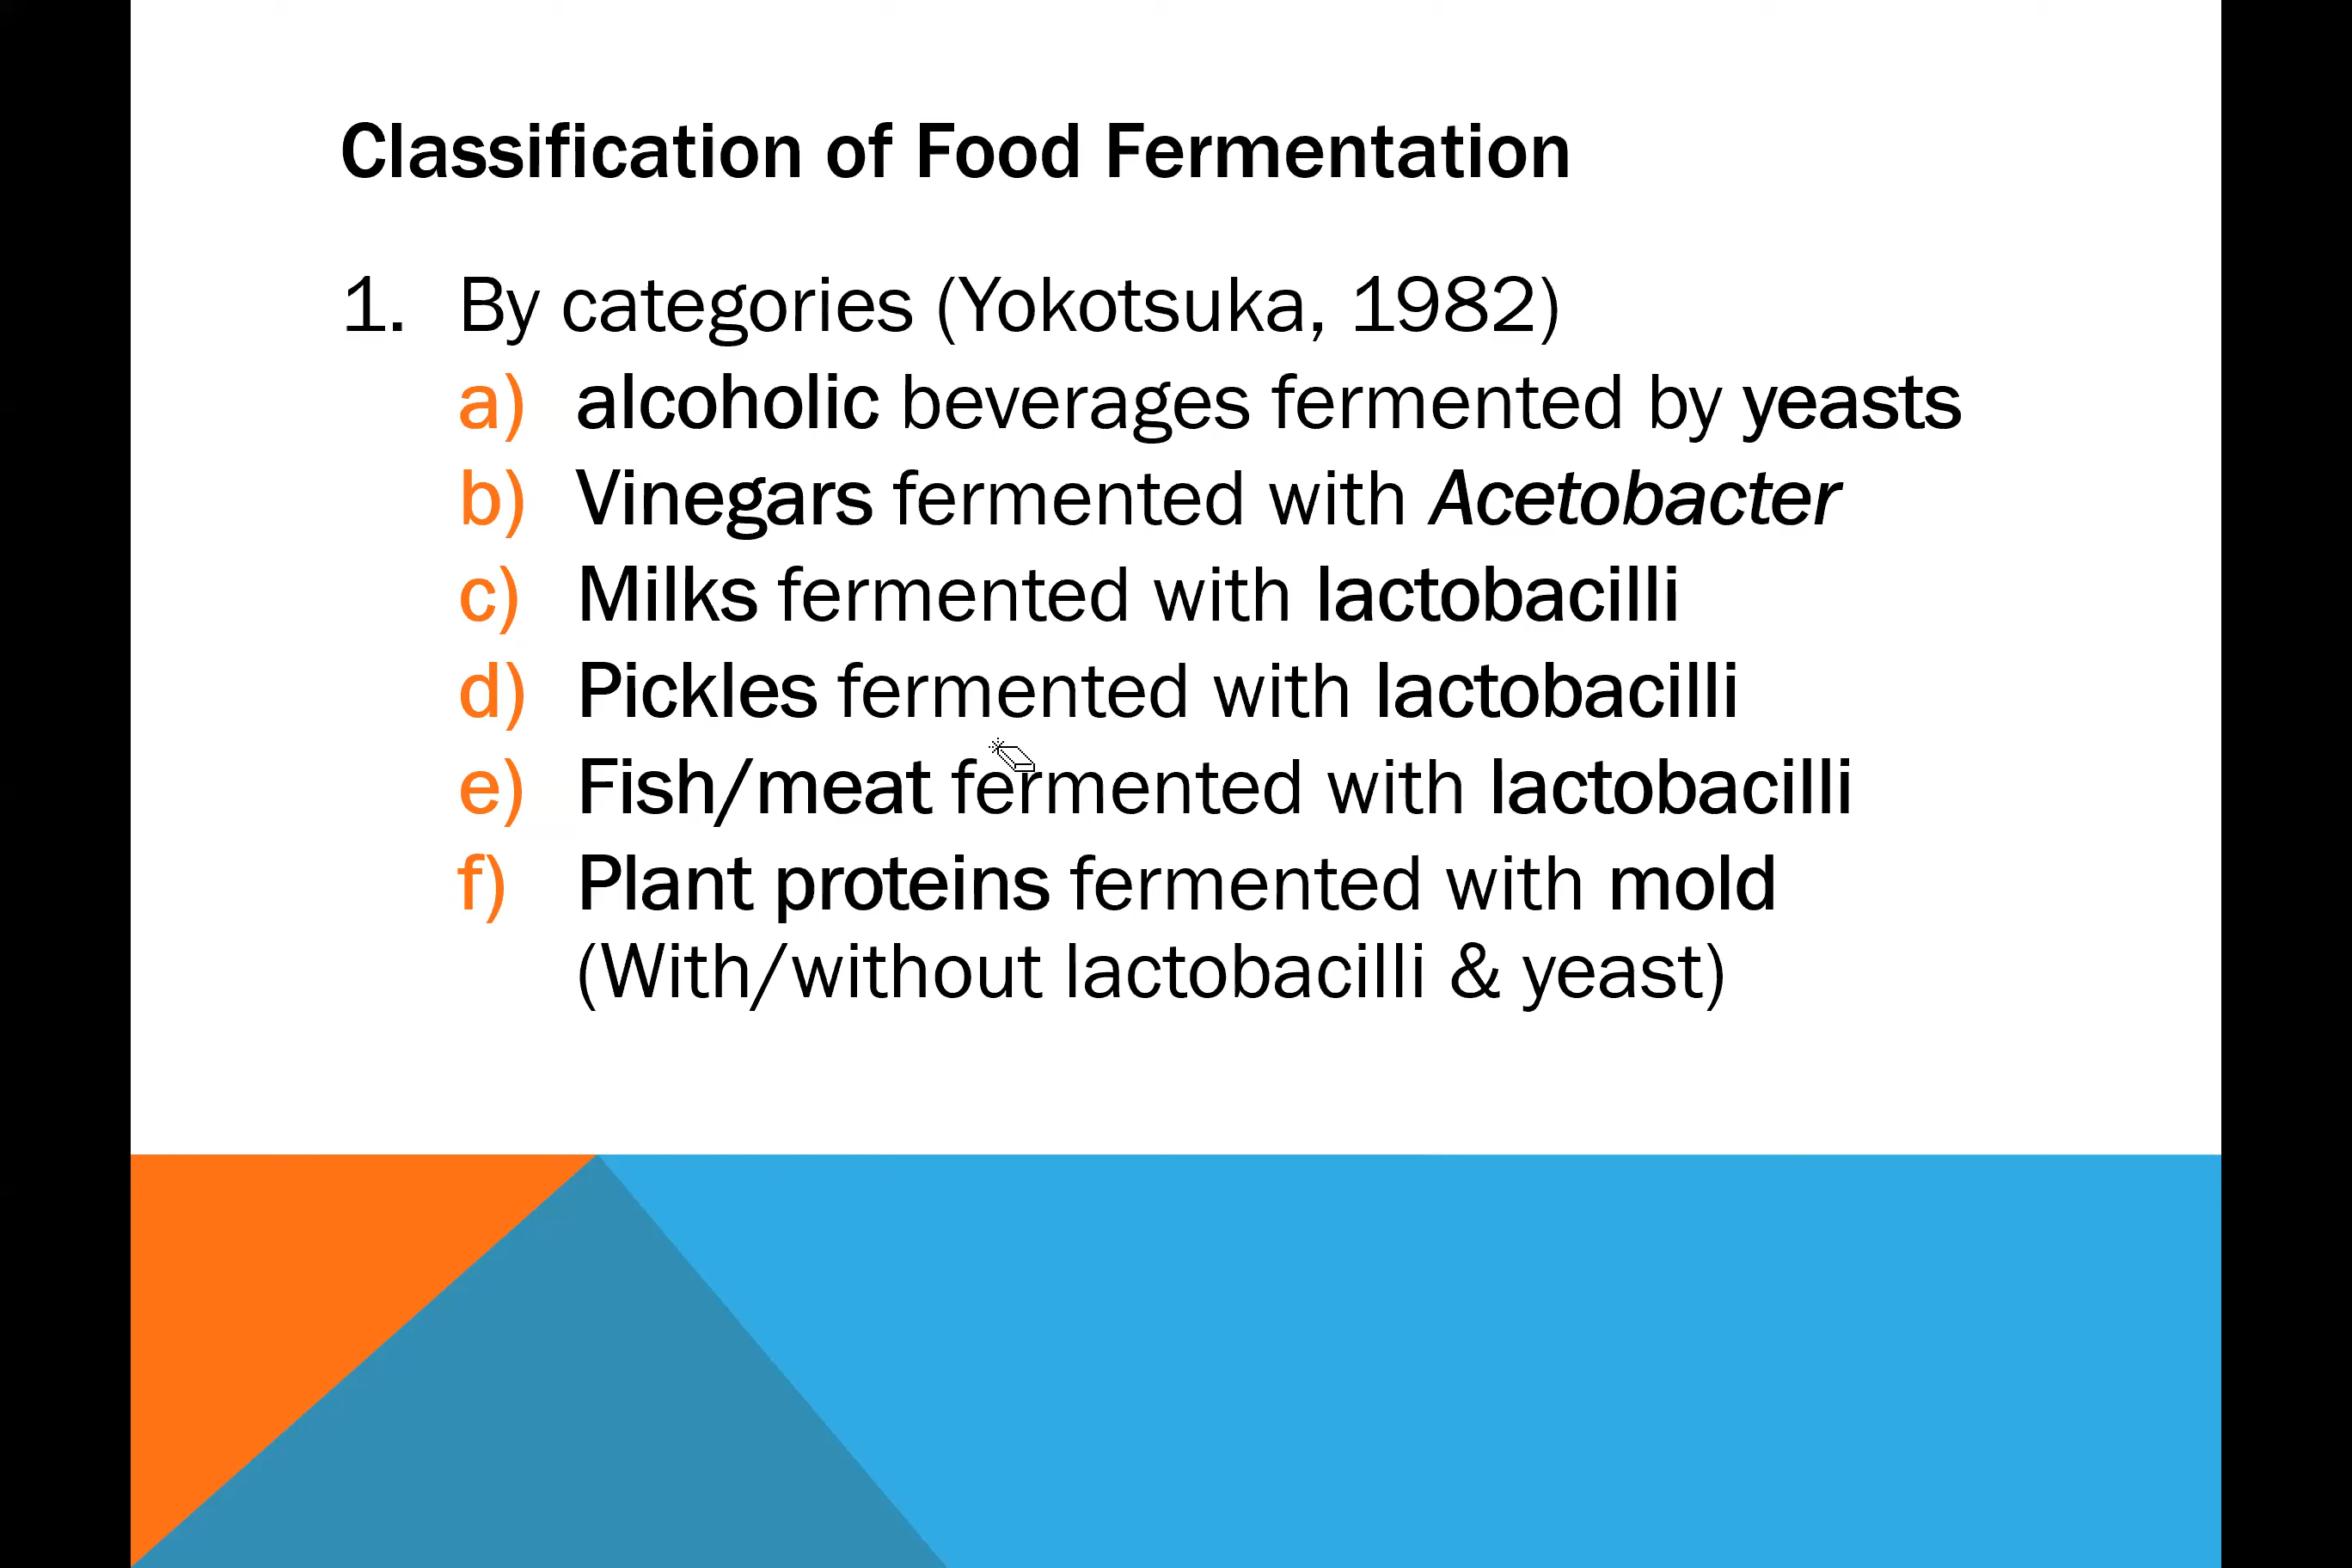 Classification of Food Fermentation
1. By categories (Yokotsuka, 1982)
a) alcoholic beverages fermented by yeasts
b) Vinegars fermented with Acetobacter
c) Milks fermented with lactobacilli
d) Pickles fermented with lactobacilli
e) Fish/meat fermented with lactobacilli
f) Plant proteins fermented with mold
(With/without lactobacilli & yeast)